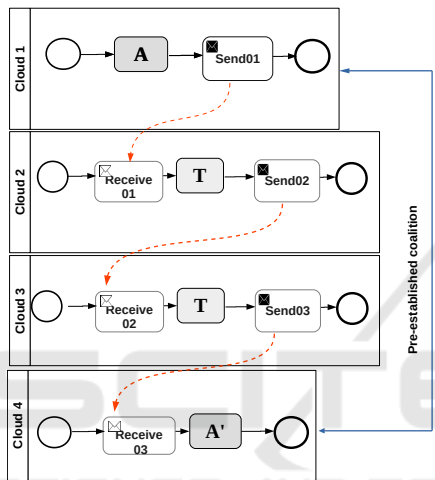 Cloud 1
A
Send01
Cloud 2
Receive
01
T
Send02
Cloud 3
Receive
02
T
Send03
Cloud 4
Receive
03
A'
Pre-established coalition